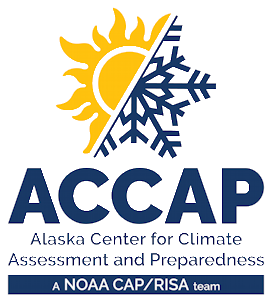 ACCAP
Alaska Center for Climate
Assessment and Preparedness
A NOAA CAP/RISA team